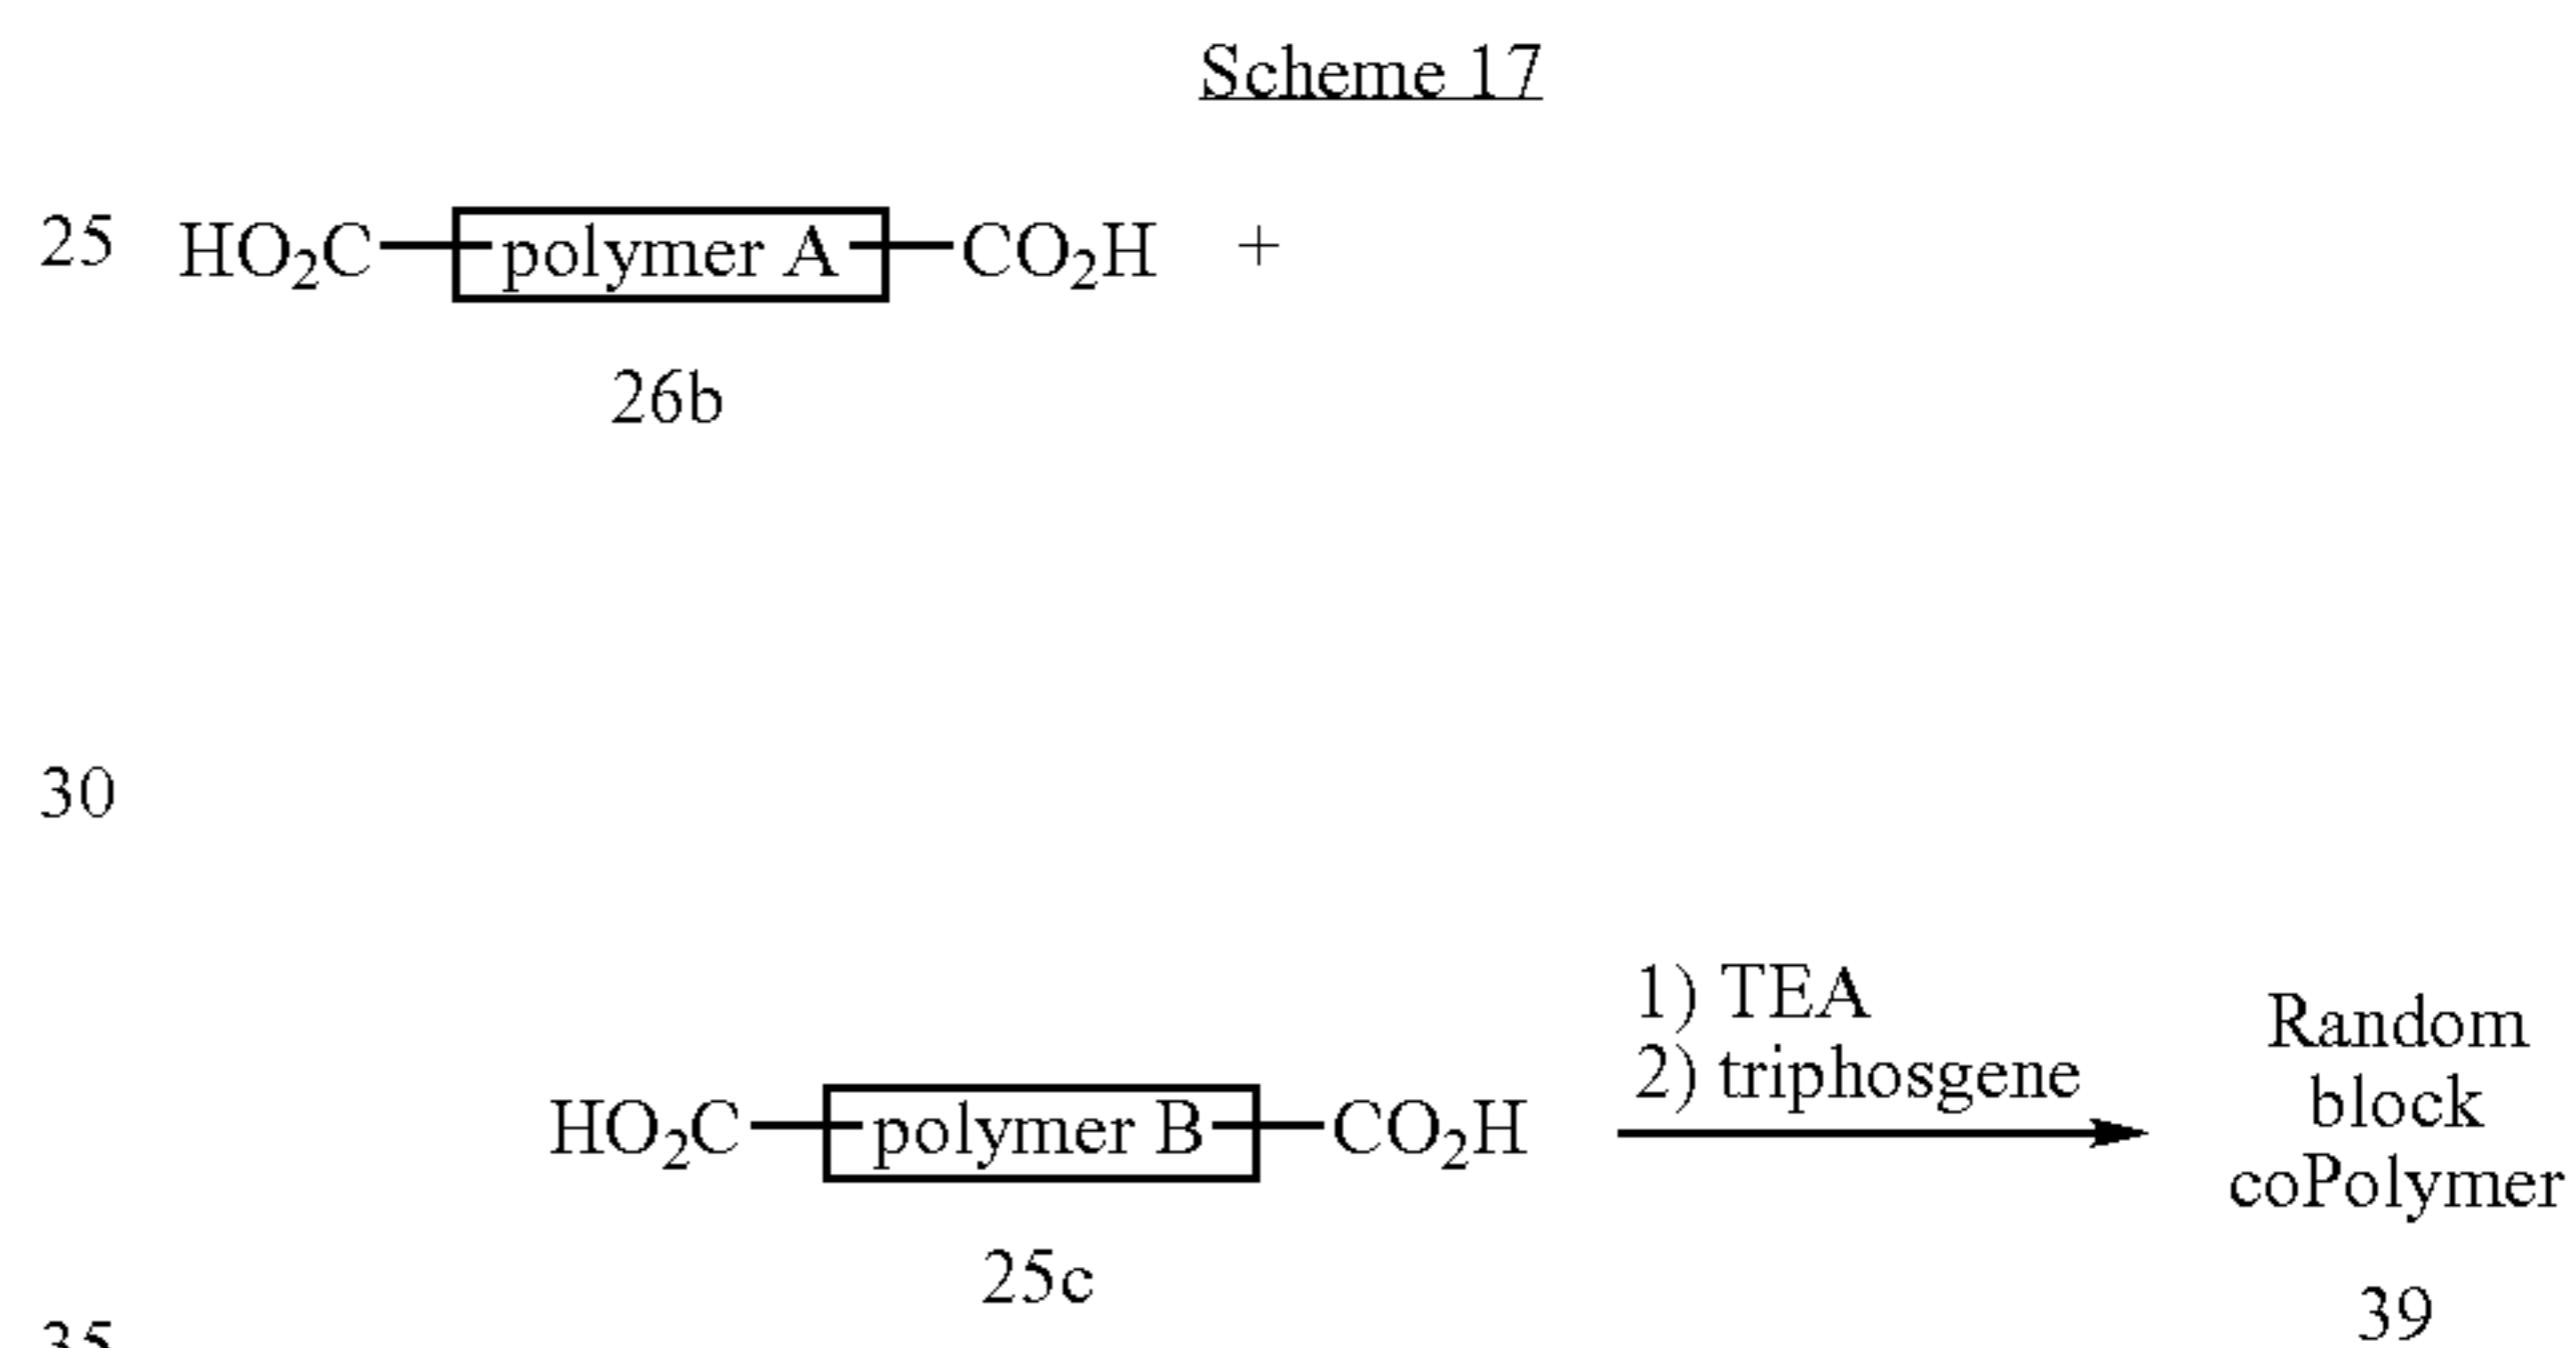 Scheme 17
25 HO₂C polymer A CO₂H +
26b
30
HO₂C polymer B CO₂H
25c
1) TEA
2) triphosgene
Random
block
coPolymer
39
35